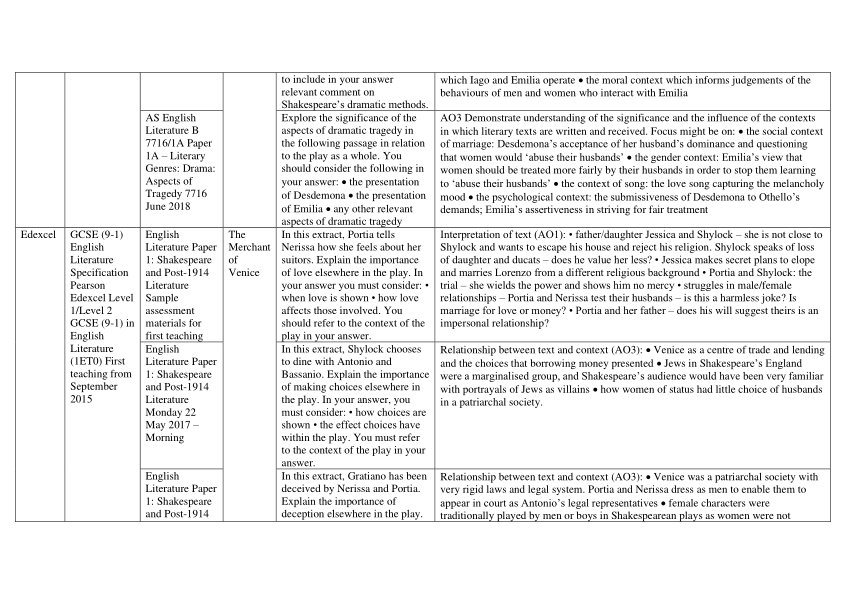 to include in your answer
relevant comment on
Shakespeare's dramatic methods.
which Iago and Emilia operate • the moral context which informs judgements of the
behaviours of men and women who interact with Emilia
AS English
Literature B
7716/1A Paper
1A – Literary
Genres: Drama:
Aspects of
Tragedy 7716
June 2018
Explore the significance of the
aspects of dramatic tragedy in
the following passage in relation
to the play as a whole. You
should consider the following in
your answer: • the presentation
of Desdemona • the presentation
of Emilia • any other relevant
aspects of dramatic tragedy
AO3 Demonstrate understanding of the significance and the influence of the contexts
in which literary texts are written and received. Focus might be on: • the social context
of marriage: Desdemona's acceptance of her husband's dominance and questioning
that women would 'abuse their husbands' • the gender context: Emilia's view that
women should be treated more fairly by their husbands in order to stop them learning
to 'abuse their husbands' • the context of song: the love song capturing the melancholy
mood • the psychological context: the submissiveness of Desdemona to Othello's
demands; Emilia's assertiveness in striving for fair treatment
Edexcel
GCSE (9-1)
English
Literature
Specification
Pearson
Edexcel Level
1/Level 2
GCSE (9-1) in
English
Literature
(1ET0) First
teaching from
September
2015
English
Literature Paper
1: Shakespeare
and Post-1914
Literature
Sample
assessment
materials for
first teaching
The
Merchant
of
Venice
In this extract, Portia tells
Nerissa how she feels about her
suitors. Explain the importance
of love elsewhere in the play. In
your answer you must consider: •
when love is shown • how love
affects those involved. You
should refer to the context of the
play in your answer.
Interpretation of text (AO1): • father/daughter Jessica and Shylock – she is not close to
Shylock and wants to escape his house and reject his religion. Shylock speaks of loss
of daughter and ducats – does he value her less? • Jessica makes secret plans to elope
and marries Lorenzo from a different religious background • Portia and Shylock: the
trial – she wields the power and shows him no mercy • struggles in male/female
relationships – Portia and Nerissa test their husbands – is this a harmless joke? Is
marriage for love or money? • Portia and her father – does his will suggest theirs is an
impersonal relationship?
English
Literature Paper
1: Shakespeare
and Post-1914
Literature
Monday 22
May 2017 –
Morning
In this extract, Shylock chooses
to dine with Antonio and
Bassanio. Explain the importance
of making choices elsewhere in
the play. In your answer, you
must consider: • how choices are
shown • the effect choices have
within the play. You must refer
to the context of the play in your
answer.
Relationship between text and context (AO3): • Venice as a centre of trade and lending
and the choices that borrowing money presented • Jews in Shakespeare's England
were a marginalised group, and Shakespeare's audience would have been very familiar
with portrayals of Jews as villains • how women of status had little choice of husbands
in a patriarchal society.
English
Literature Paper
1: Shakespeare
and Post-1914
In this extract, Gratiano has been
deceived by Nerissa and Portia.
Explain the importance of
deception elsewhere in the play.
Relationship between text and context (AO3): • Venice was a patriarchal society with
very rigid laws and legal system. Portia and Nerissa dress as men to enable them to
appear in court as Antonio's legal representatives • female characters were
traditionally played by men or boys in Shakespearean plays as women were not